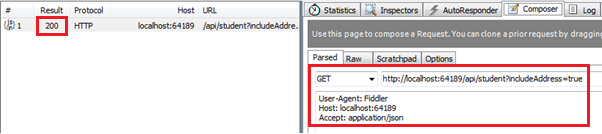 # Result Protocol Host URL
1 200 HTTP localhost:64189 /api/student?includeAddre...
Statistics Inspectors AutoResponder Composer Log
Use this page to compose a Request. You can clone a prior request by dragging
Parsed Raw Scratchpad Options
GET http://localhost:64189/api/student?includeAddress=true
User-Agent: Fiddler
Host: localhost:64189
Accept: application/json